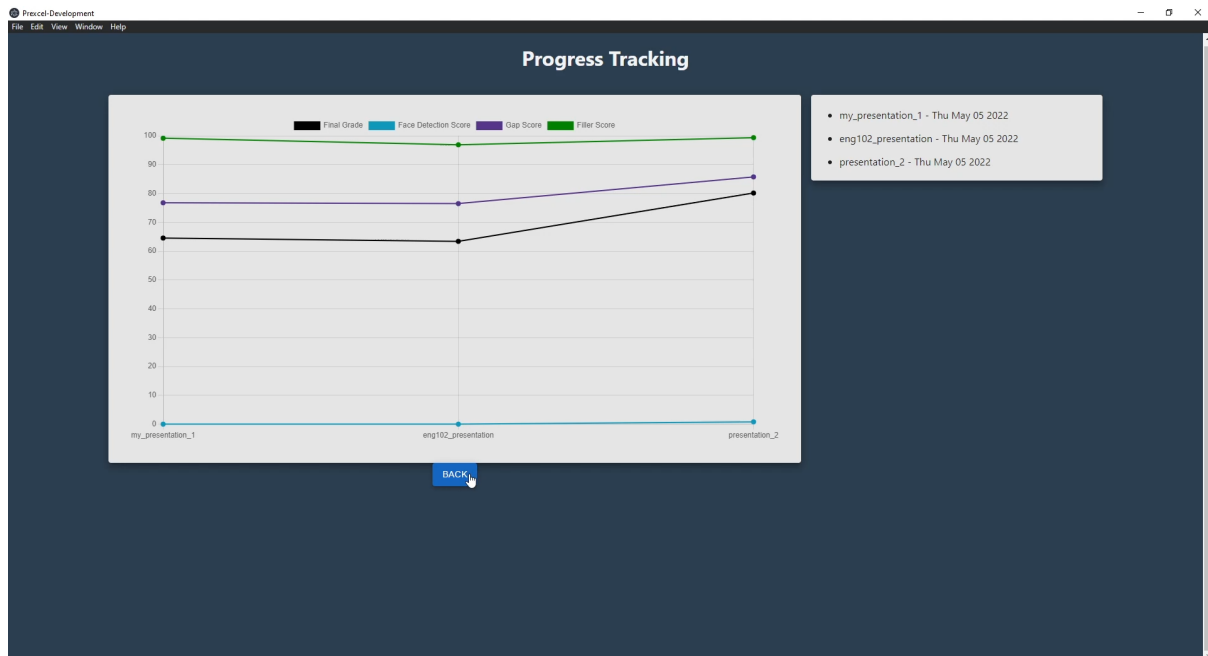 Prexcel-Development
File Edit View Window Help
Progress Tracking
Final Grade Face Detection Score Gap Score Filler Score
100
90
80
70
60
50
40
30
20
10
0
my_presentation_1 eng102_presentation presentation_2
my_presentation_1 - Thu May 05 2022
eng102_presentation - Thu May 05 2022
presentation_2 - Thu May 05 2022
BACK